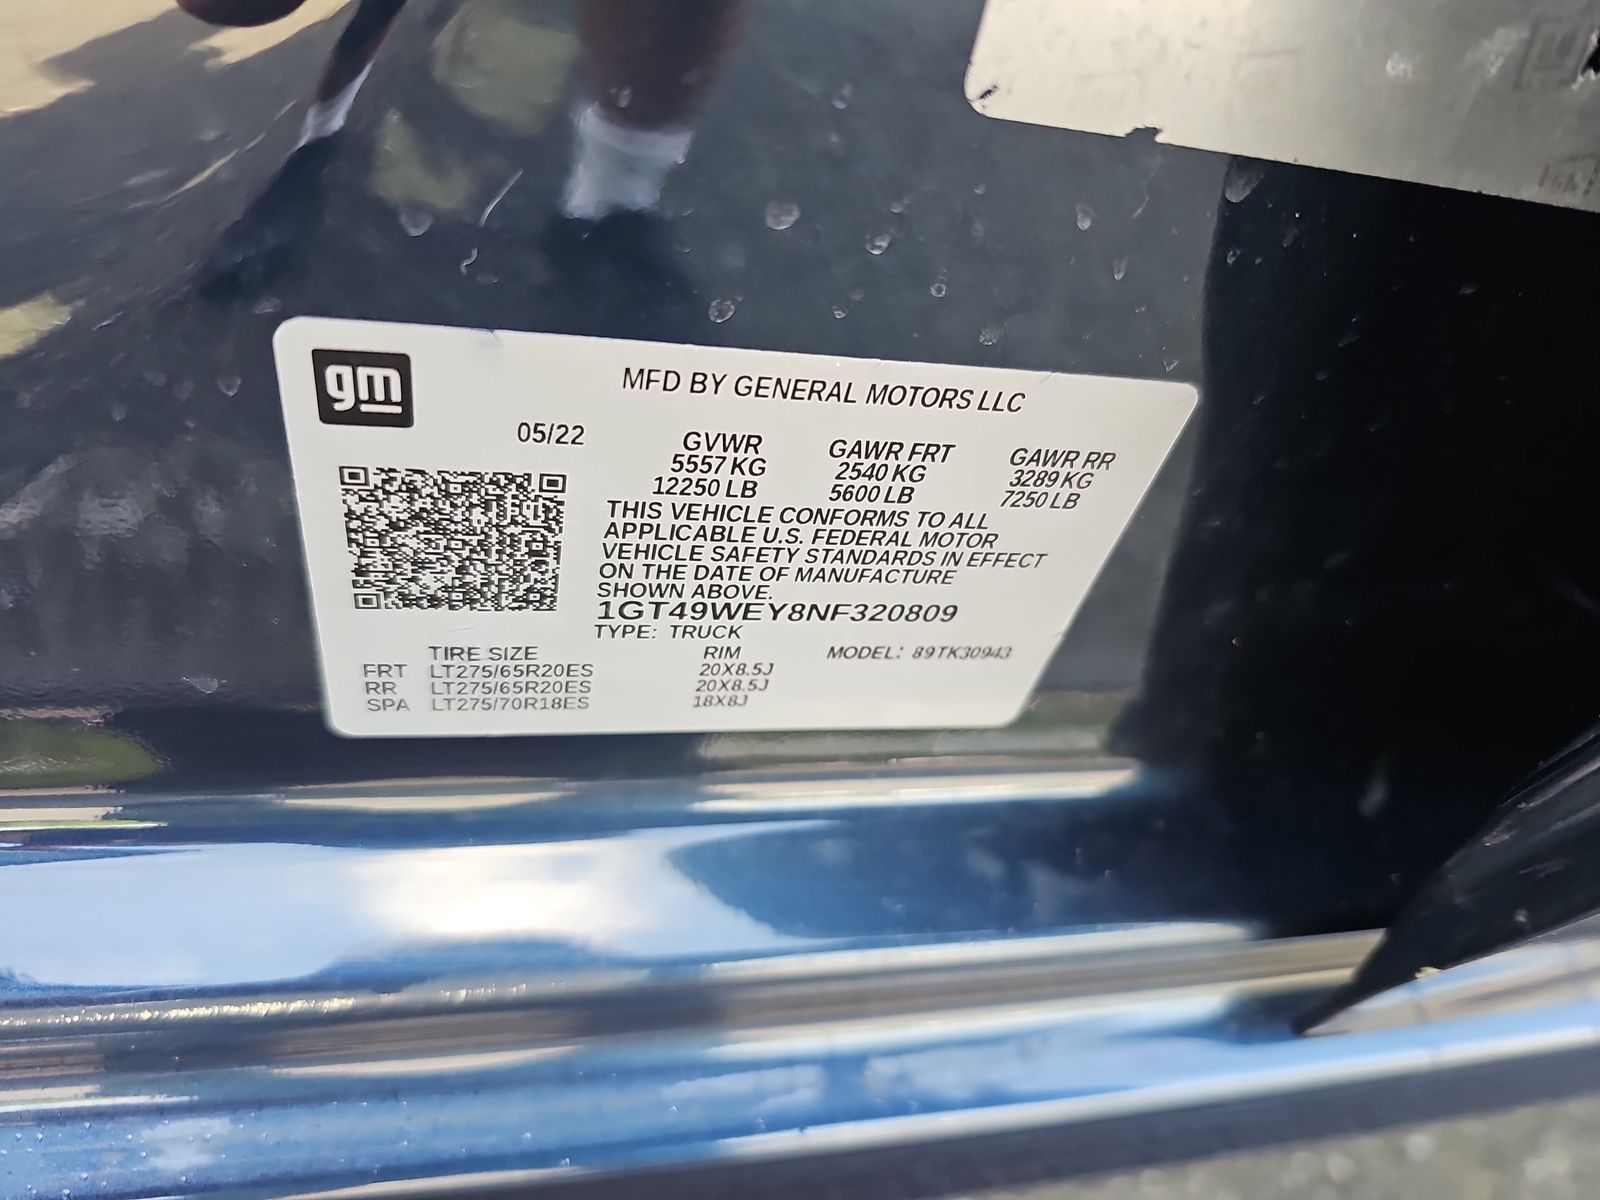 gm
MFD BY GENERAL MOTORS LLC
05/22
GVWR GAWR FRT GAWR RR
5557 KG 2540 KG 3289 KG
12250 LB 5600 LB 7250 LB
THIS VEHICLE CONFORMS TO ALL
APPLICABLE U.S. FEDERAL MOTOR
VEHICLE SAFETY STANDARDS IN EFFECT
ON THE DATE OF MANUFACTURE
SHOWN ABOVE.
1GT49WEY8NF320809
TYPE: TRUCK
TIRE SIZE RIM MODEL: 89TK30943
FRT LT275/65R20ES 20X8.5J
RR LT275/65R20ES 20X8.5J
SPA LT275/70R18ES 18X8J